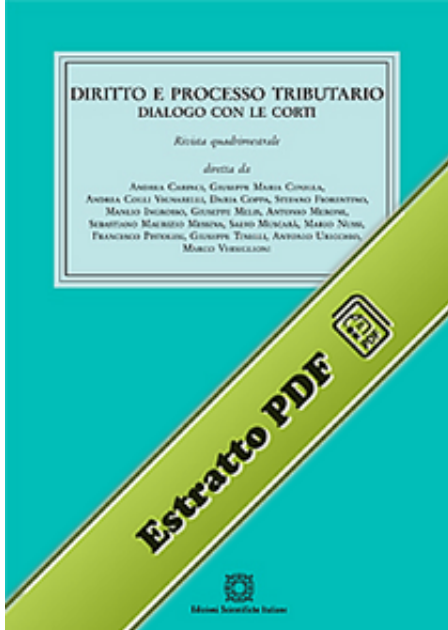 DIRITTO E PROCESSO TRIBUTARIO
DIALOGO CON LE CORTI
Rivista quadrimestrale
diretta da
Andrea Carinci, Giuseppe Maria Cipolla,
Andrea Colli Vignarelli, Daria Coppa, Stefano Fiorentino,
Manlio Ingrosso, Giuseppe Melis, Antonio Merone,
Sebastiano Maurizio Messina, Salvo Muscarà, Mario Nussi,
Francesco Pistolesi, Giuseppe Tinelli, Antonio Uricchio,
Marco Versiglioni
Estratto PDF
PDF
Edizioni Scientifiche Italiane